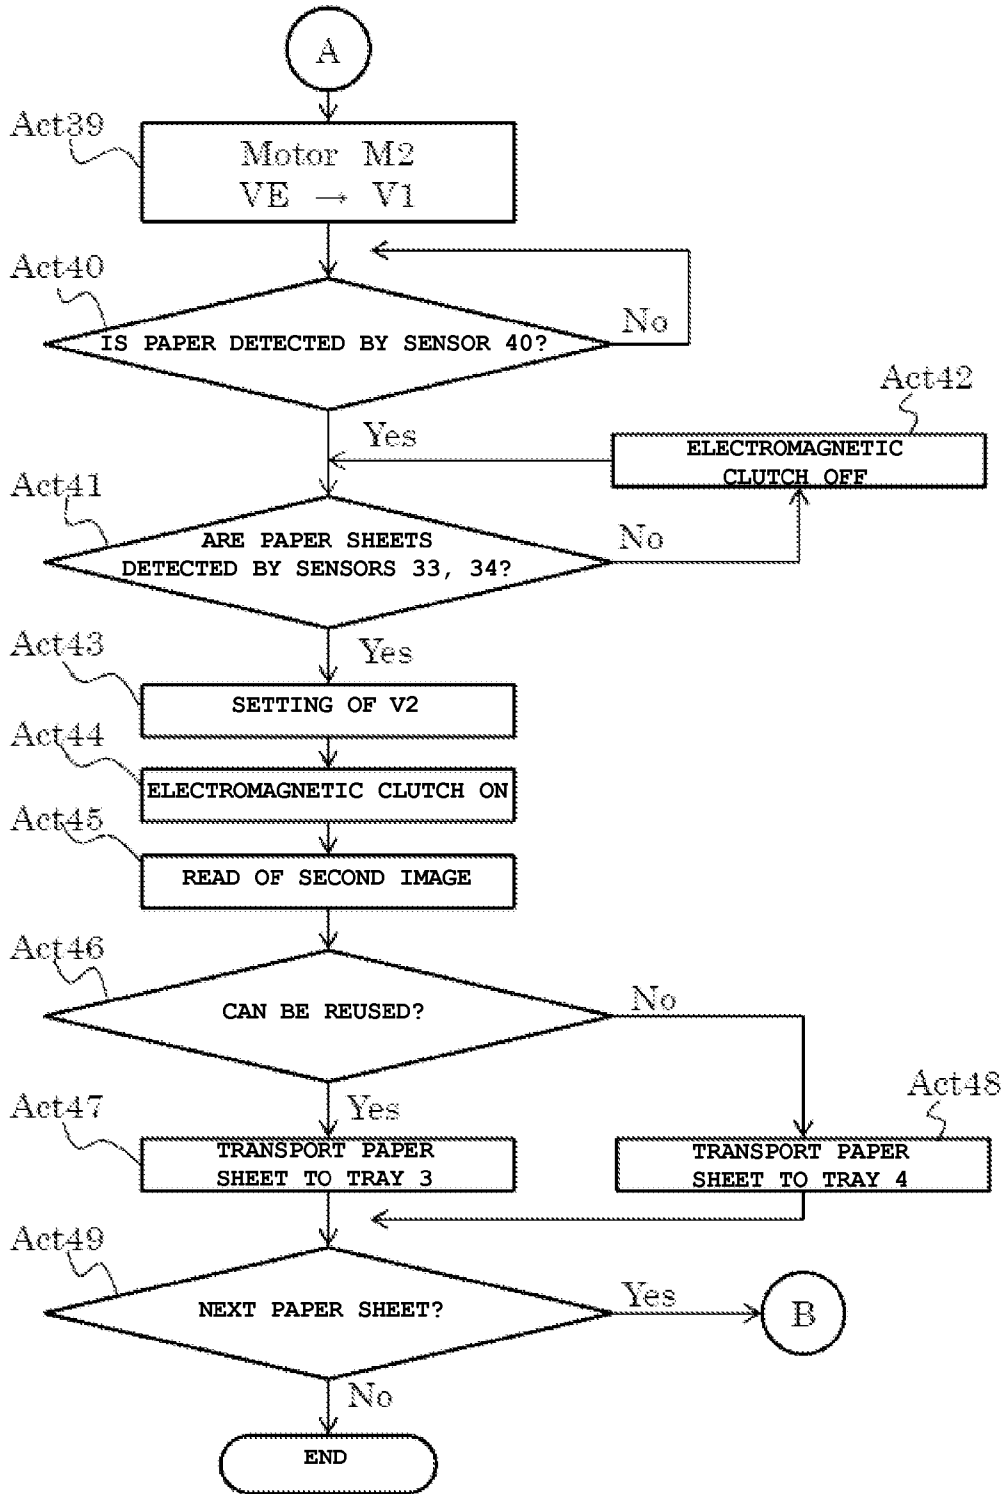 A
Act39
Motor M2
VE → V1
Act40
IS PAPER DETECTED BY SENSOR 40?
No
Act42
ELECTROMAGNETIC
CLUTCH OFF
Yes
Act41
ARE PAPER SHEETS
DETECTED BY SENSORS 33, 34?
No
Yes
Act43
SETTING OF V2
Act44
ELECTROMAGNETIC CLUTCH ON
Act45
READ OF SECOND IMAGE
Act46
CAN BE REUSED?
No
Yes
Act47
TRANSPORT PAPER
SHEET TO TRAY 3
Act48
TRANSPORT PAPER
SHEET TO TRAY 4
Act49
NEXT PAPER SHEET?
Yes
B
No
END